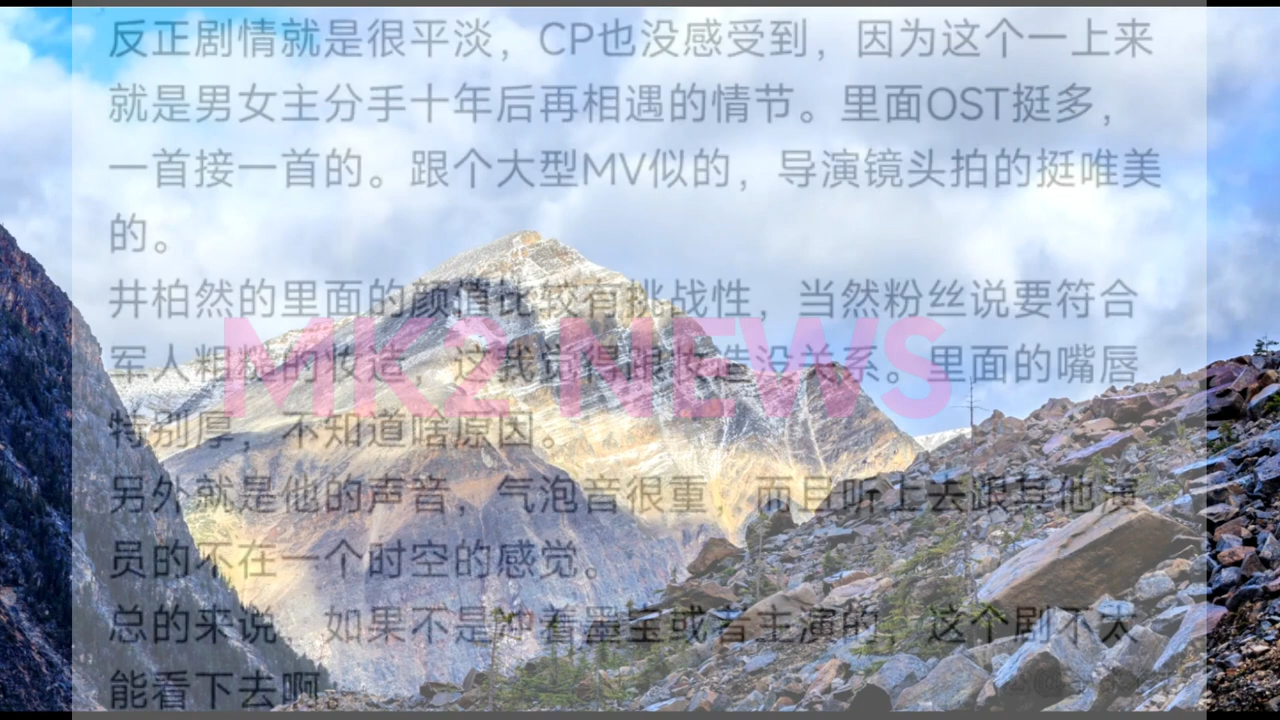 反正剧情就是很平淡，CP也没感受到，因为这个一上来
就是男女主分手十年后再相遇的情节。里面OST挺多，
一首接一首的。跟个大型MV似的，导演镜头拍的挺唯美
的。
井柏然的里面的颜值比较有挑战性，当然粉丝说要符合
军人粗糙的妆造，这我觉得跟妆造没关系。里面的嘴唇
MK2 NEWS
特别厚，不知道啥原因。
另外就是他的声音，气泡音很重，而且听上去跟其他演
员的不在一个时空的感觉。
总的来说，如果不是冲着墨宝或者主演的，这个剧不太
能看下去啊。